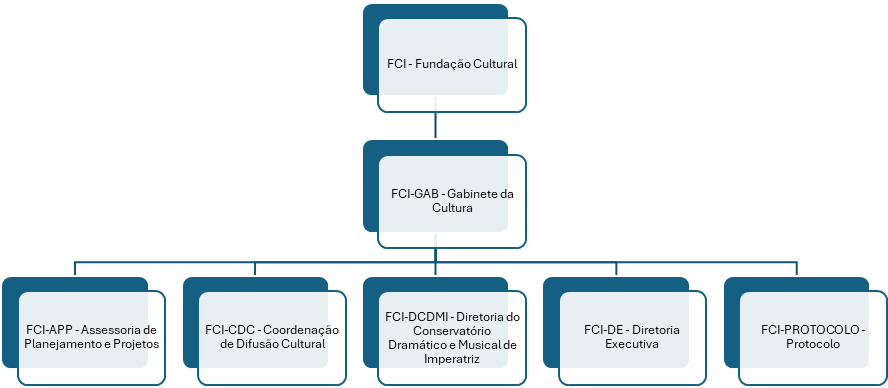 FCI - Fundação Cultural
FCI-GAB - Gabinete da
Cultura
FCI-APP - Assessoria de
Planejamento e Projetos
FCI-CDC - Coordenação
de Difusão Cultural
FCI-DCDMI - Diretoria do
Conservatório
Dramático e Musical de
Imperatriz
FCI-DE - Diretoria
Executiva
FCI-PROTOCOLO -
Protocolo